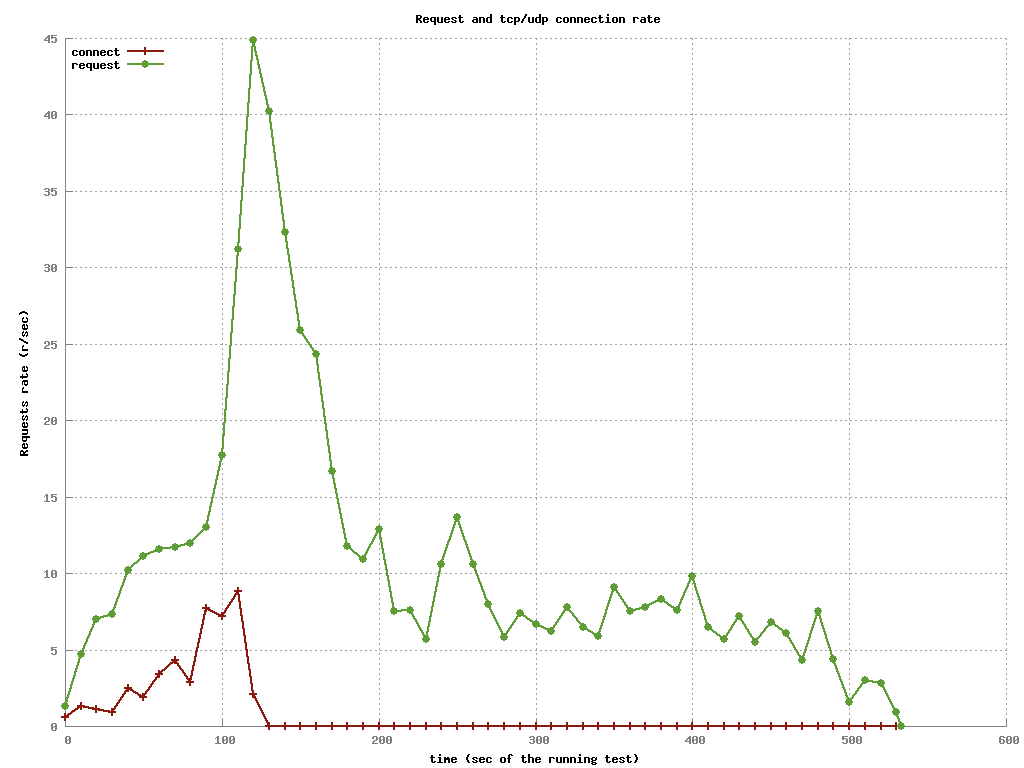 Request and tcp/udp connection rate
connect
request
45
40
35
30
25
20
15
10
5
0
Requests rate (r/sec)
0 100 200 300 400 500 600
time (sec of the running test)